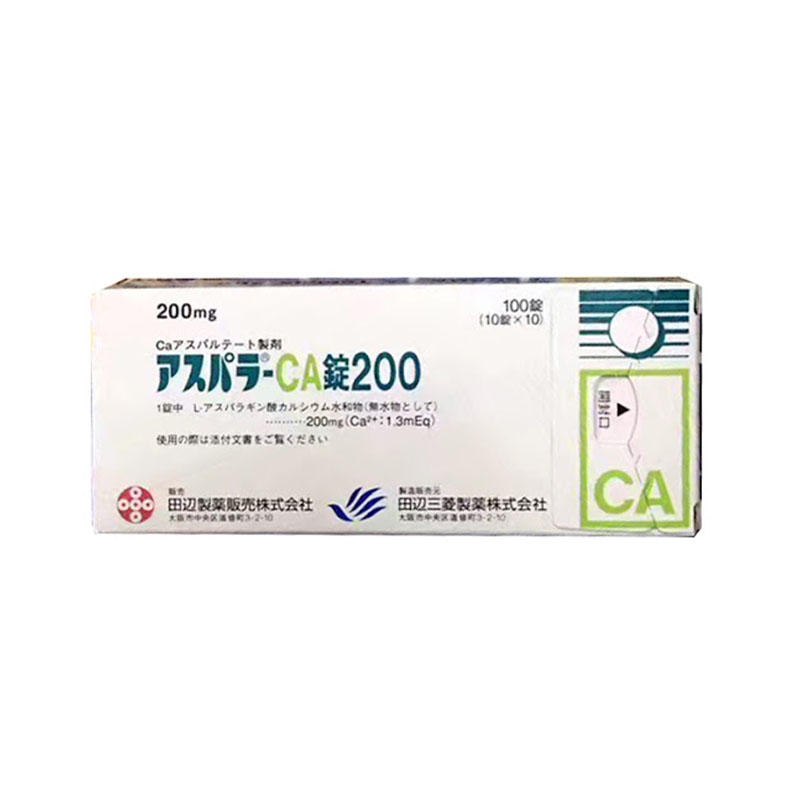 200mg
100錠
(10錠×10)
Caアスパルテート製剤
アスパラ®-CA錠200
1錠中 L-アスパラギン酸カルシウム水和物(無水物として)
………200mg(Ca²⁺:1.3mEq)
使用の際は添付文書をご覧ください
販売
田辺製薬販売株式会社
大阪市中央区道修町3-2-10
製造販売元
田辺三菱製薬株式会社
大阪市中央区道修町3-2-10
開封口
CA